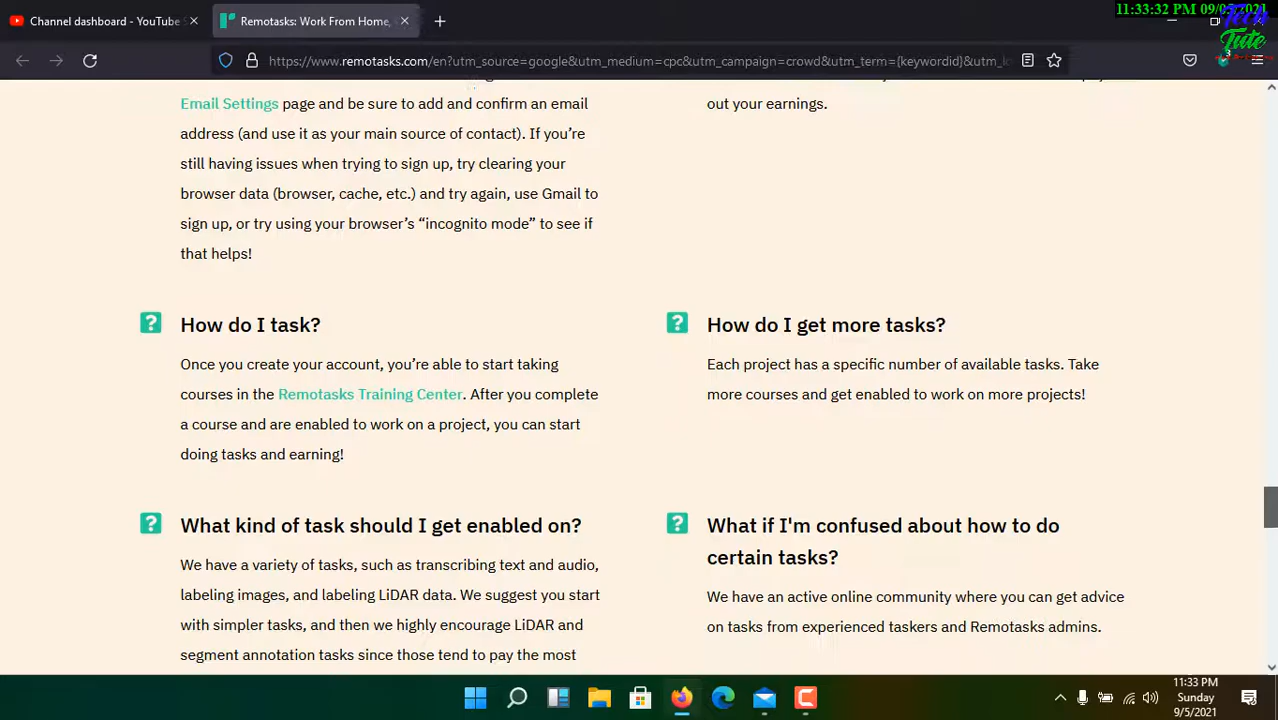 11:33:32 PM 09/05/2021
Channel dashboard - YouTube S
Remotasks: Work From Home,
Tech
Tute
https://www.remotasks.com/en?utm_source=google&utm_medium=cpc&utm_campaign=crowd&utm_term={keywordid}&utm_lo
Email Settings page and be sure to add and confirm an email
address (and use it as your main source of contact). If you’re
still having issues when trying to sign up, try clearing your
browser data (browser, cache, etc.) and try again, use Gmail to
sign up, or try using your browser’s “incognito mode” to see if
that helps!
out your earnings.
How do I task?
Once you create your account, you’re able to start taking
courses in the Remotasks Training Center. After you complete
a course and are enabled to work on a project, you can start
doing tasks and earning!
How do I get more tasks?
Each project has a specific number of available tasks. Take
more courses and get enabled to work on more projects!
What kind of task should I get enabled on?
We have a variety of tasks, such as transcribing text and audio,
labeling images, and labeling LiDAR data. We suggest you start
with simpler tasks, and then we highly encourage LiDAR and
segment annotation tasks since those tend to pay the most
What if I'm confused about how to do
certain tasks?
We have an active online community where you can get advice
on tasks from experienced taskers and Remotasks admins.
11:33 PM
Sunday
9/5/2021